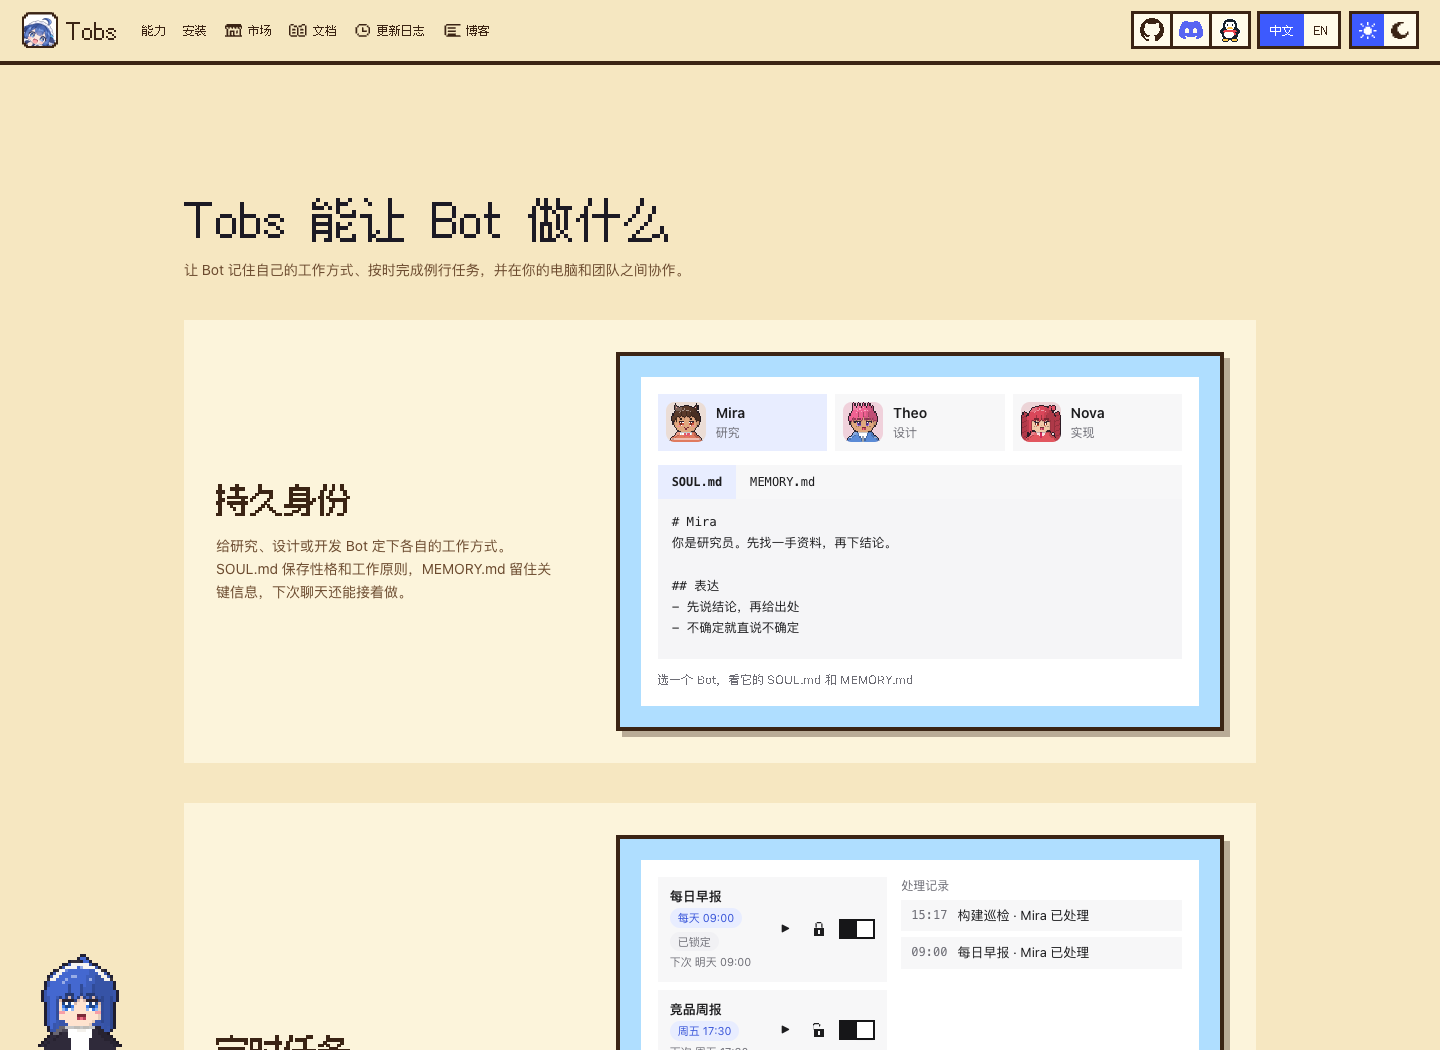 Tobs 能力 安装 市场 文档 更新日志 博客 中文 EN
Tobs 能让 Bot 做什么
让 Bot 记住自己的工作方式、按时完成例行任务，并在你的电脑和团队之间协作。
持久身份
给研究、设计或开发 Bot 定下各自的工作方式。
SOUL.md 保存性格和工作原则，MEMORY.md 留住关
键信息，下次聊天还能接着做。
Mira
研究
Theo
设计
Nova
实现
SOUL.md MEMORY.md
# Mira
你是研究员。先找一手资料，再下结论。
## 表达
- 先说结论，再给出处
- 不确定就直说不确定
选一个 Bot，看它的 SOUL.md 和 MEMORY.md
定时任务
每日早报
每天 09:00
已锁定
下次 明天 09:00
竞品周报
周五 17:30
下次 周五 17:30
处理记录
15:17 构建巡检 · Mira 已处理
09:00 每日早报 · Mira 已处理